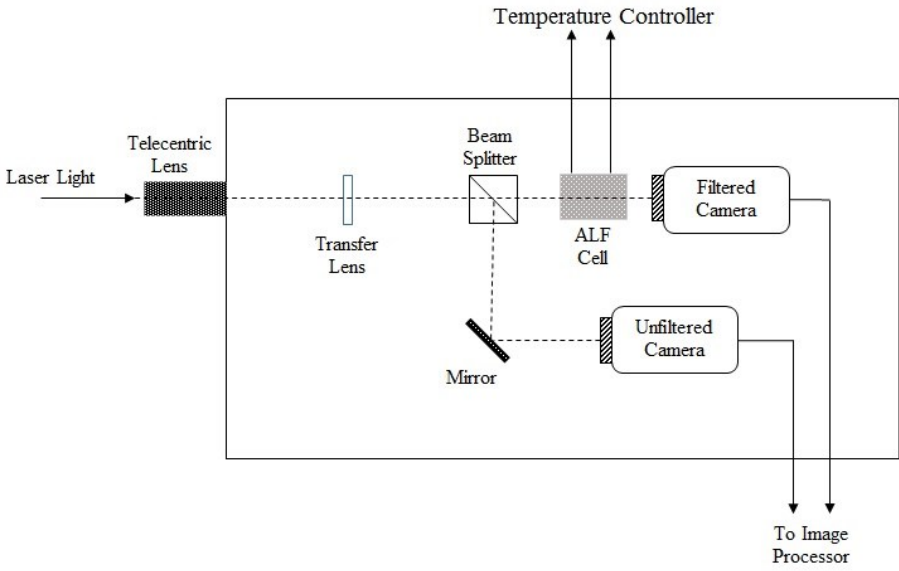 Temperature Controller
Telecentric
Lens
Laser Light
Beam
Splitter
Filtered
Camera
Transfer
Lens
ALF
Cell
Unfiltered
Camera
Mirror
To Image
Processor